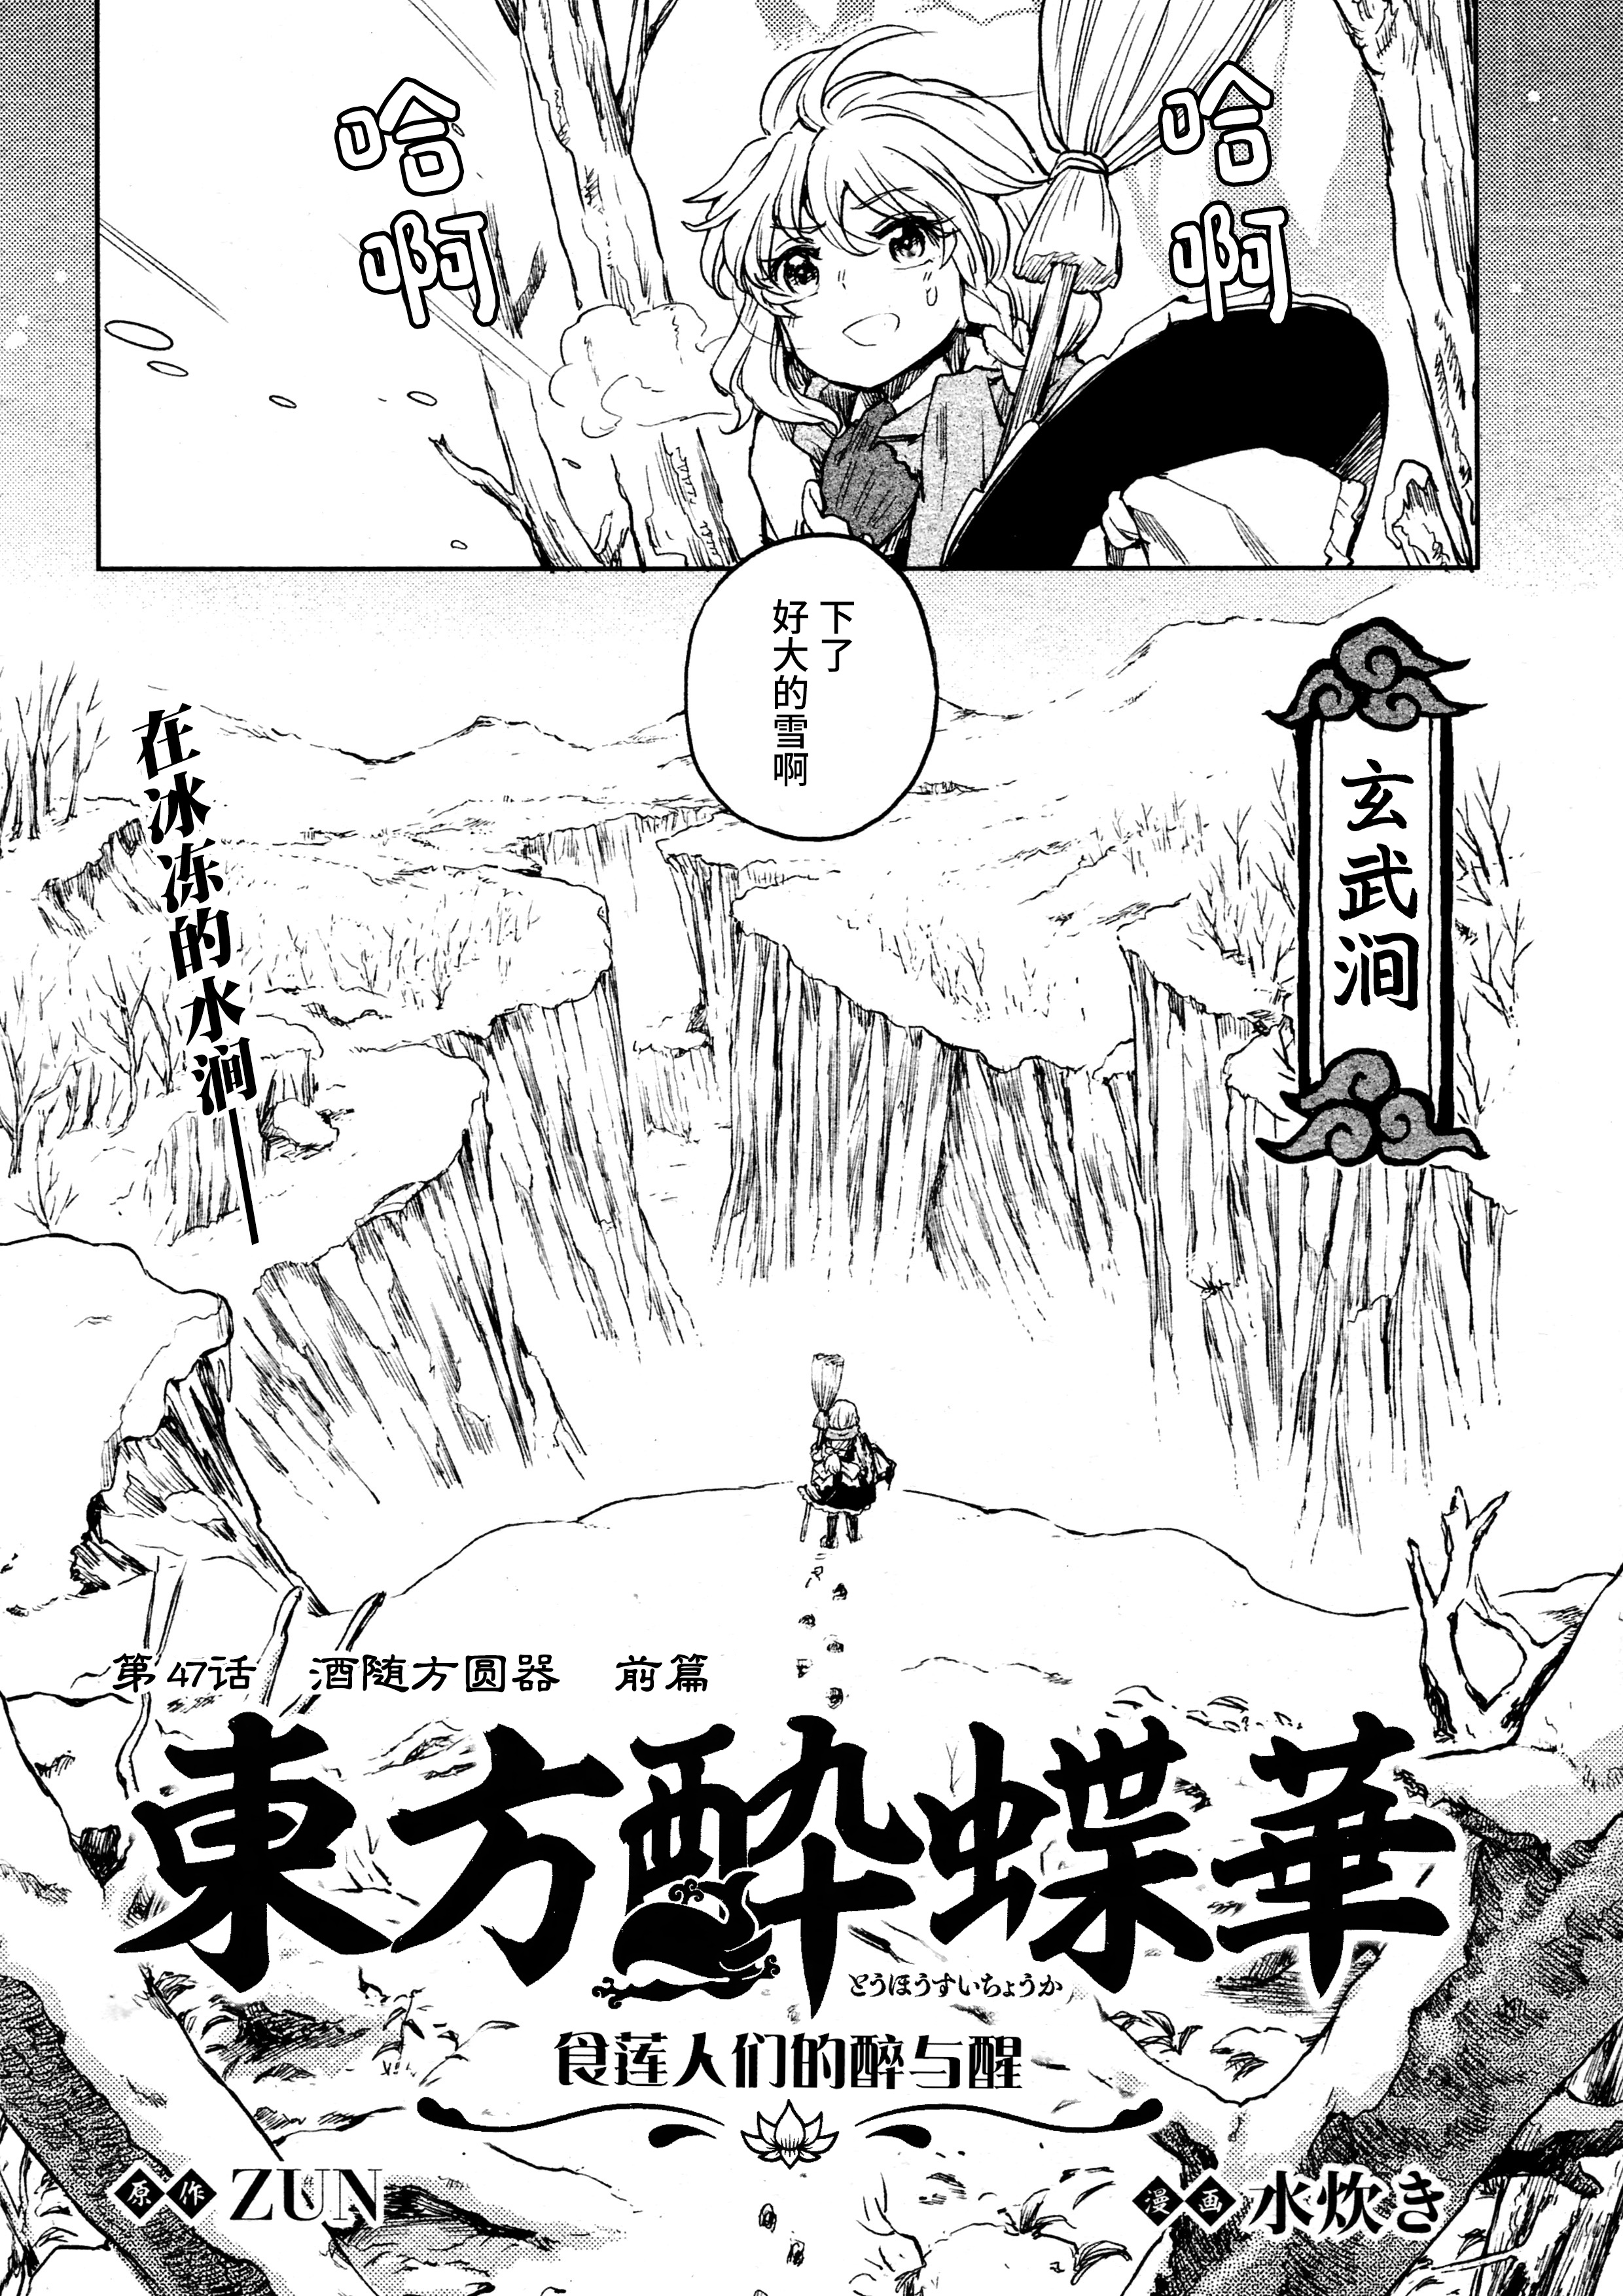 哈啊
哈啊
下了
好大的雪啊
玄武涧
在冰冻的水涧——
第47话　酒随方圆器　前篇
東方酔蝶華
とうほうすいちょうか
食莲人们的醉与醒
原作 ZUN
漫画 水炊き